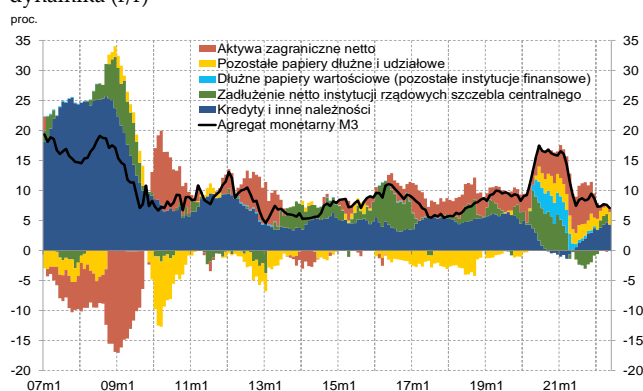 dynamika (r/r)
proc.
35 35
30 30
25 25
20 20
15 15
10 10
5 5
0 0
-5 -5
-10 -10
-15 -15
-20 -20
Aktywa zagraniczne netto
Pozostałe papiery dłużne i udziałowe
Dłużne papiery wartościowe (pozostałe instytucje finansowe)
Zadłużenie netto instytucji rządowych szczebla centralnego
Kredyty i inne należności
Agregat monetarny M3
07m1 09m1 11m1 13m1 15m1 17m1 19m1 21m1